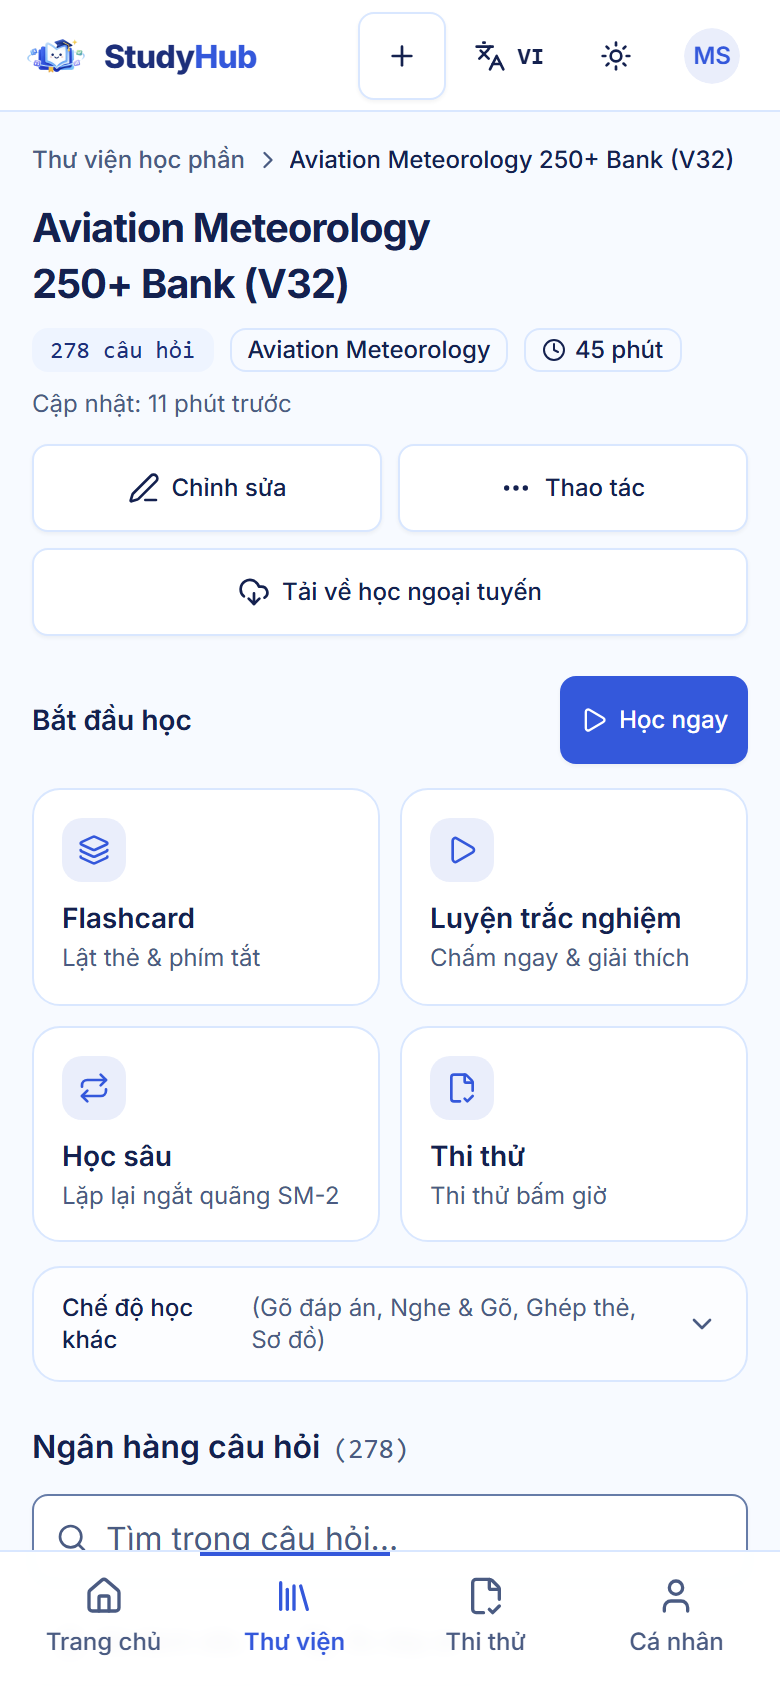 StudyHub
VI
MS
Thư viện học phần > Aviation Meteorology 250+ Bank (V32)
Aviation Meteorology
250+ Bank (V32)
278 câu hỏi
Aviation Meteorology
45 phút
Cập nhật: 11 phút trước
Chỉnh sửa
Thao tác
Tải về học ngoại tuyến
Bắt đầu học
Học ngay
Flashcard
Lật thẻ & phím tắt
Luyện trắc nghiệm
Chấm ngay & giải thích
Học sâu
Lặp lại ngắt quãng SM-2
Thi thử
Thi thử bấm giờ
Chế độ học
khác
(Gõ đáp án, Nghe & Gõ, Ghép thẻ,
Sơ đồ)
Ngân hàng câu hỏi (278)
Tìm trong câu hỏi...
Trang chủ
Thư viện
Thi thử
Cá nhân